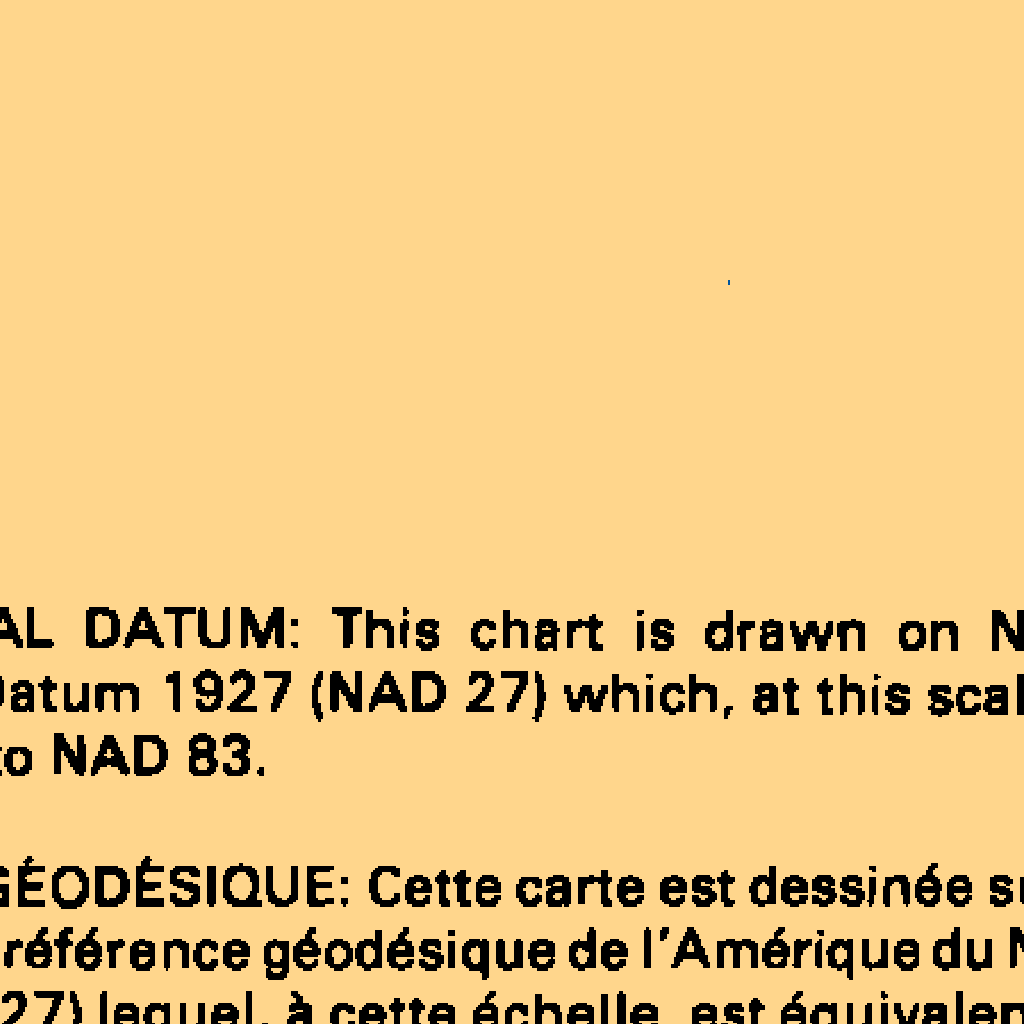 AL DATUM: This chart is drawn on N
Datum 1927 (NAD 27) which, at this scal
to NAD 83.
GÉODÉSIQUE: Cette carte est dessinée su
référence géodésique de l'Amérique du N
27) lequel, à cette échelle, est équivalen